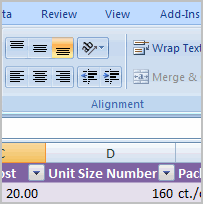 ta Review View Add-Ins
Wrap Text
Merge &
Alignment
C D
ost Unit Size Number Pack
20.00 160 ct./c